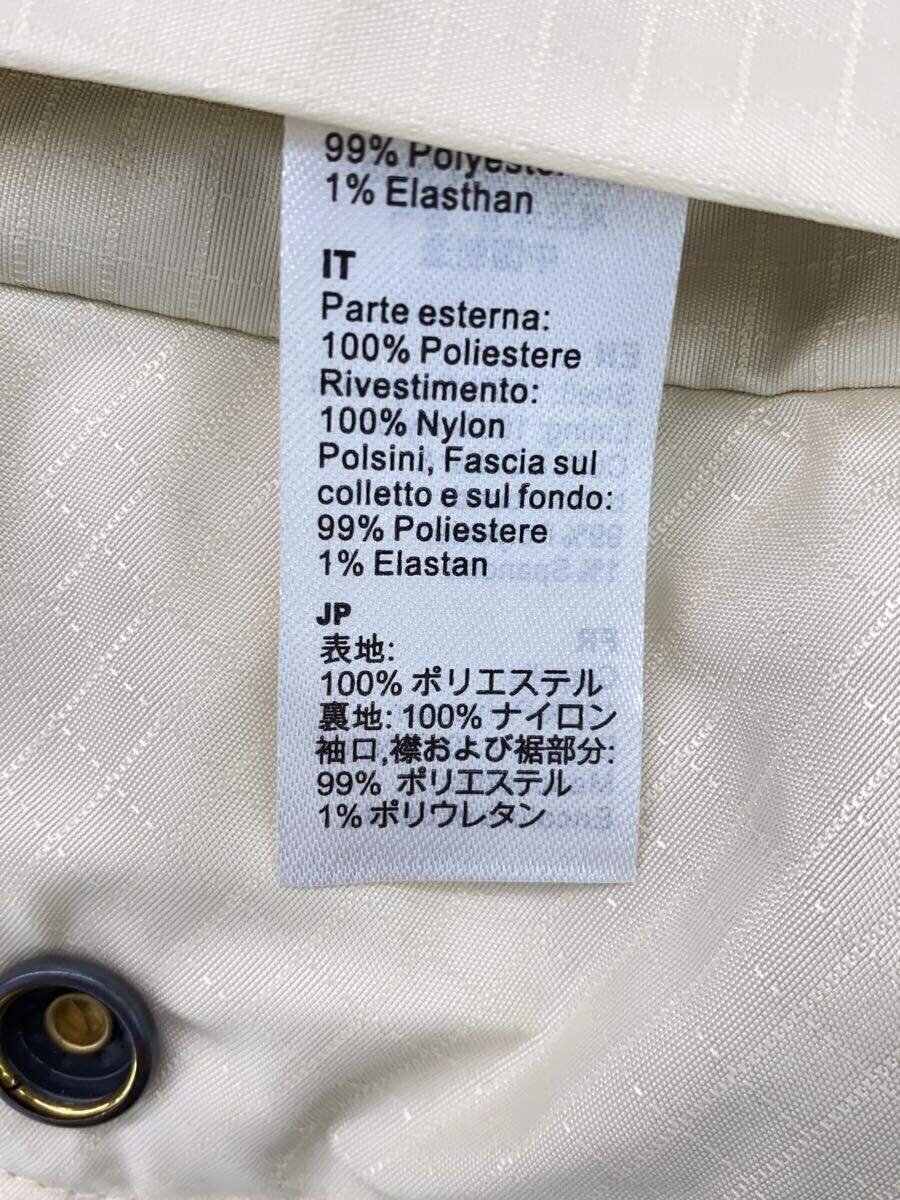 99% Polyester
1% Elasthan
IT
Parte esterna:
100% Poliestere
Rivestimento:
100% Nylon
Polsini, Fascia sul
colletto e sul fondo:
99% Poliestere
1% Elastan
JP
表地:
100% ポリエステル
裏地: 100% ナイロン
袖口,襟および裾部分:
99% ポリエステル
1% ポリウレタン